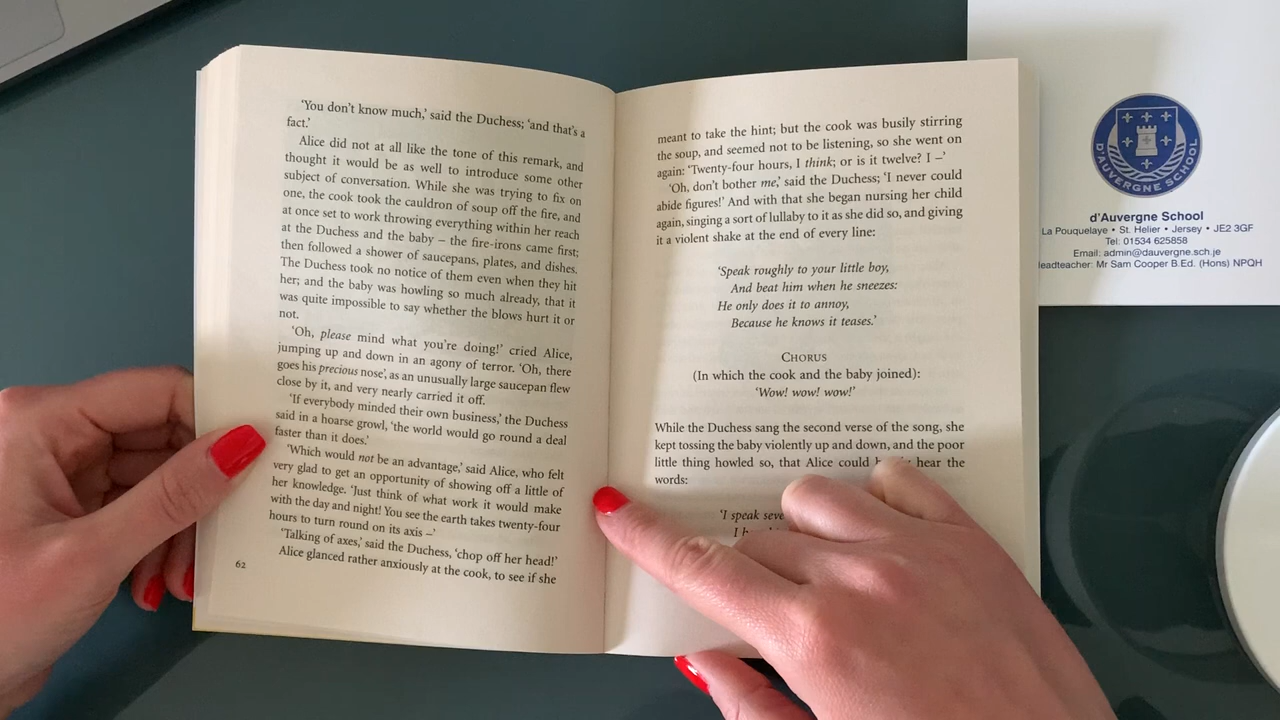 'You don't know much,' said the Duchess; 'and that's a
fact.'
Alice did not at all like the tone of this remark, and
thought it would be as well to introduce some other
subject of conversation. While she was trying to fix on
one, the cook took the cauldron of soup off the fire, and
at once set to work throwing everything within her reach
at the Duchess and the baby – the fire-irons came first;
then followed a shower of saucepans, plates, and dishes.
The Duchess took no notice of them even when they hit
her; and the baby was howling so much already, that it
was quite impossible to say whether the blows hurt it or
not.
'Oh, please mind what you're doing!' cried Alice,
jumping up and down in an agony of terror. 'Oh, there
goes his precious nose', as an unusually large saucepan flew
close by it, and very nearly carried it off.
'If everybody minded their own business,' the Duchess
said in a hoarse growl, 'the world would go round a deal
faster than it does.'
'Which would not be an advantage,' said Alice, who felt
very glad to get an opportunity of showing off a little of
her knowledge. 'Just think of what work it would make
with the day and night! You see the earth takes twenty-four
hours to turn round on its axis –'
'Talking of axes,' said the Duchess, 'chop off her head!'
Alice glanced rather anxiously at the cook, to see if she
62
meant to take the hint; but the cook was busily stirring
the soup, and seemed not to be listening, so she went on
again: 'Twenty-four hours, I think; or is it twelve? I –'
'Oh, don't bother me,' said the Duchess; 'I never could
abide figures!' And with that she began nursing her child
again, singing a sort of lullaby to it as she did so, and giving
it a violent shake at the end of every line:
'Speak roughly to your little boy,
And beat him when he sneezes:
He only does it to annoy,
Because he knows it teases.'
CHORUS
(In which the cook and the baby joined):
'Wow! wow! wow!'
While the Duchess sang the second verse of the song, she
kept tossing the baby violently up and down, and the poor
little thing howled so, that Alice could hear the
words:
'I speak
I
D'AUVERGNE SCHOOL
d'Auvergne School
La Pouquelaye • St. Helier • Jersey • JE2 3GF
Tel: 01534 625858
Email: admin@dauvergne.sch.je
eadteacher: Mr Sam Cooper B.Ed. (Hons) NPQH